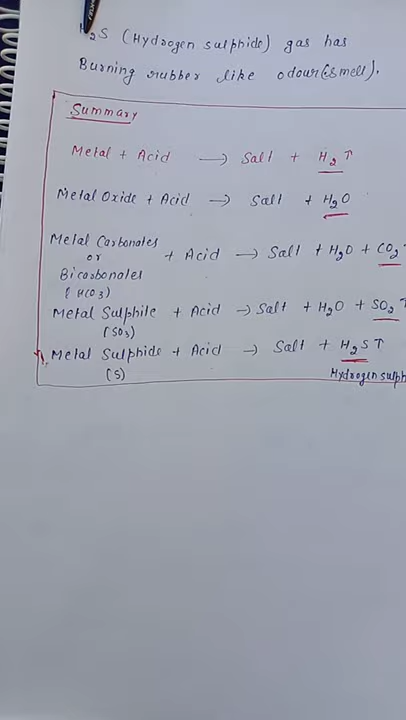 H₂S (Hydrogen sulphide) gas has
Burning rubber like odour (smell).
Summary
Metal + Acid → Salt + H₂↑
Metal Oxide + Acid → Salt + H₂O
Metal Carbonates
or + Acid → Salt + H₂O + CO₂↑
Bicarbonates
(HCO₃)
Metal Sulphite + Acid → Salt + H₂O + SO₂↑
(SO₃)
Metal Sulphide + Acid → Salt + H₂S↑
(S) Hydrogen sulph